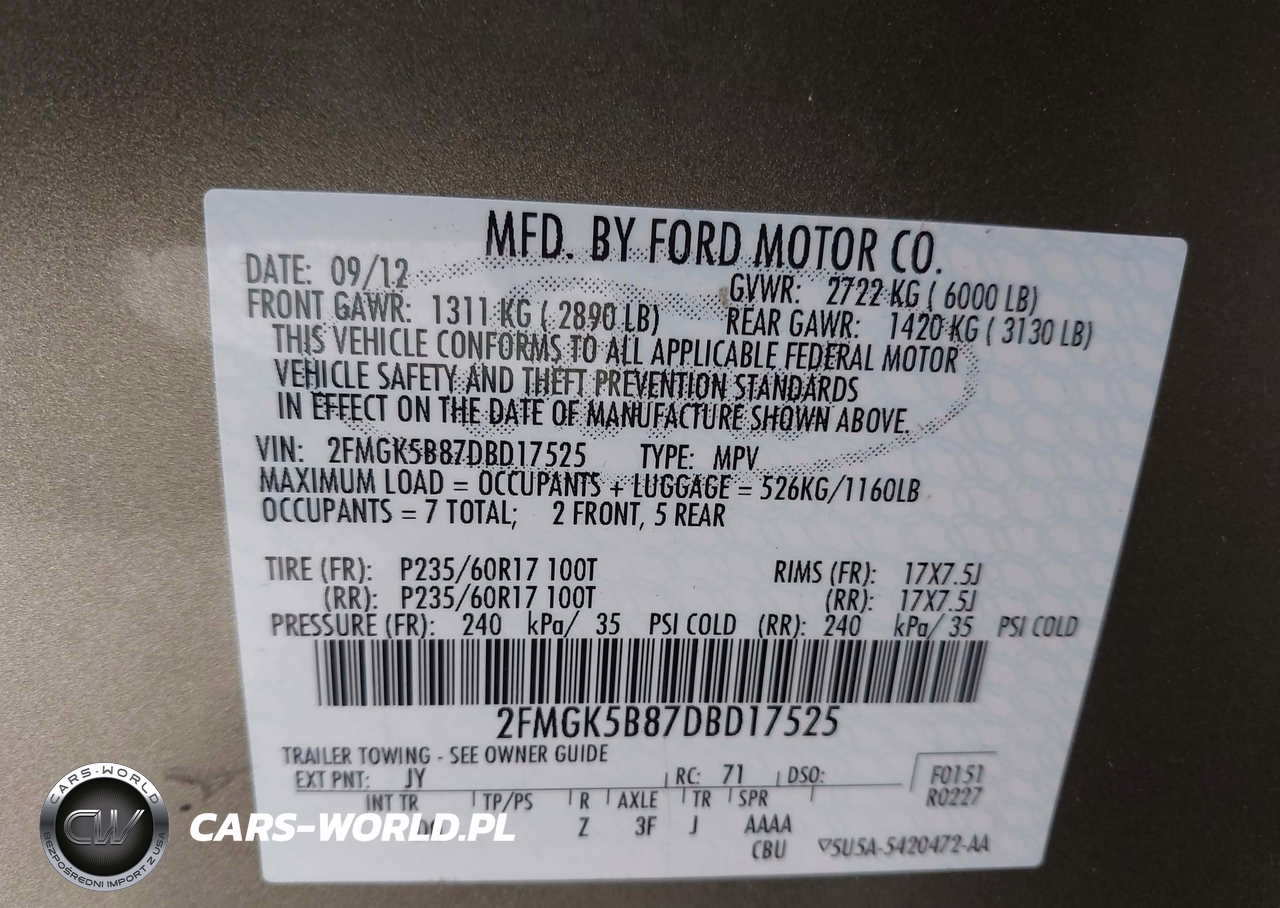 MFD. BY FORD MOTOR CO.
DATE: 09/12
GVWR: 2722 KG ( 6000 LB)
FRONT GAWR: 1311 KG ( 2890 LB)
REAR GAWR: 1420 KG ( 3130 LB)
THIS VEHICLE CONFORMS TO ALL APPLICABLE FEDERAL MOTOR
VEHICLE SAFETY AND THEFT PREVENTION STANDARDS
IN EFFECT ON THE DATE OF MANUFACTURE SHOWN ABOVE.
VIN: 2FMGK5B87DBD17525 TYPE: MPV
MAXIMUM LOAD = OCCUPANTS + LUGGAGE = 526KG/1160LB
OCCUPANTS = 7 TOTAL; 2 FRONT, 5 REAR
TIRE (FR): P235/60R17 100T RIMS (FR): 17X7.5J
(RR): P235/60R17 100T (RR): 17X7.5J
PRESSURE (FR): 240 kPa/ 35 PSI COLD (RR): 240 kPa/ 35 PSI COLD
2FMGK5B87DBD17525
TRAILER TOWING - SEE OWNER GUIDE
EXT PNT: JY RC: 71 DSO: F0151
R0227
INT TR TP/PS R AXLE TR SPR
Z 3F J AAAA
CBU 5U5A-5420472-AA
CARS-WORLD
CW
BEZPOŚREDNI IMPORT Z USA
CARS-WORLD.PL